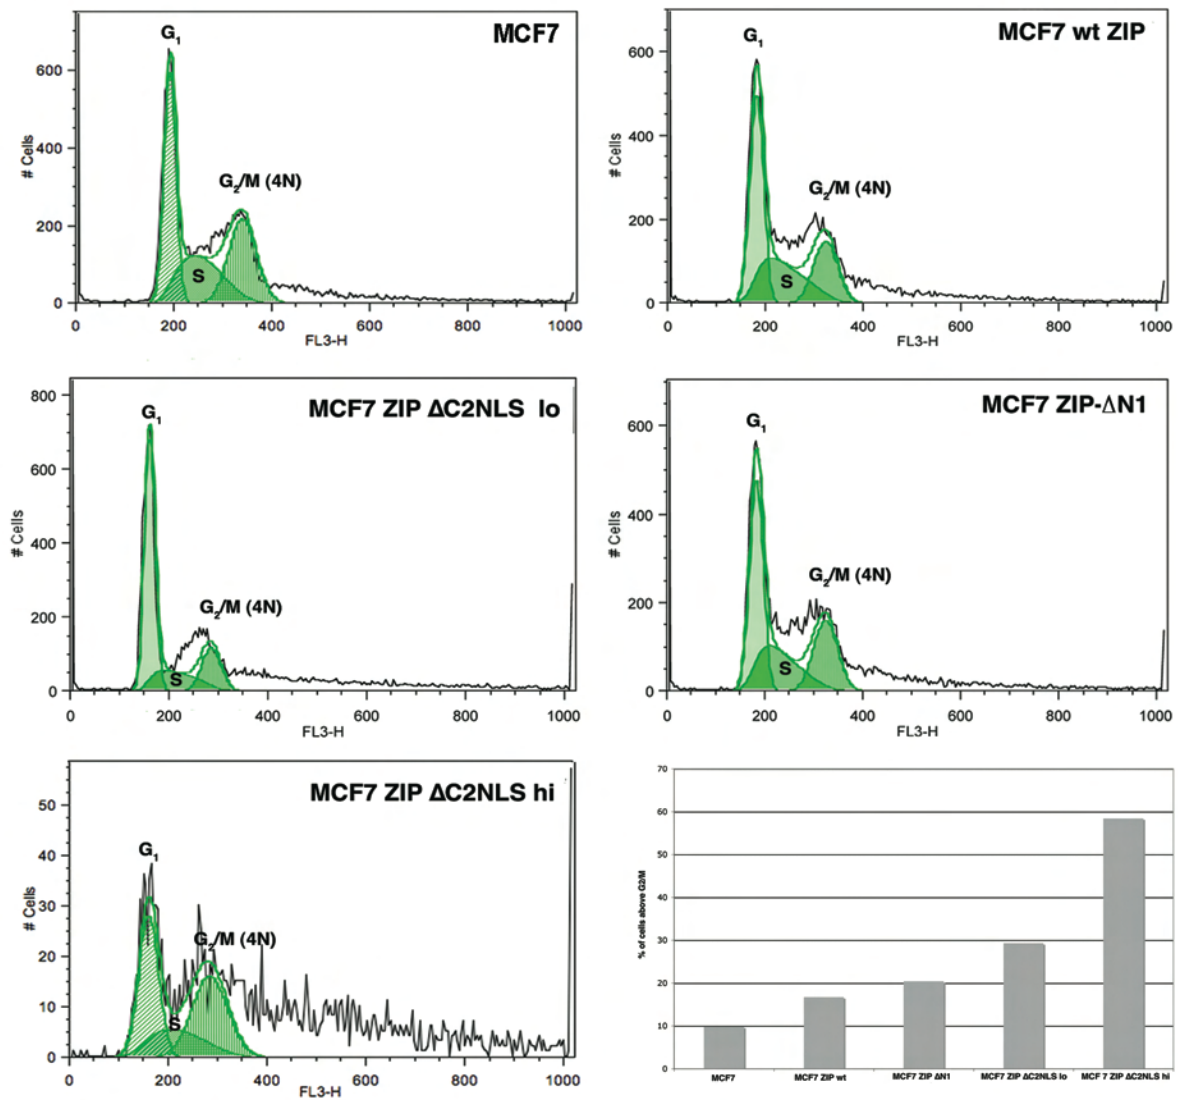 MCF7
G1
G2/M (4N)
S
# Cells
600
400
200
0
0 200 400 600 800 1000
FL3-H
MCF7 wt ZIP
G1
G2/M (4N)
S
# Cells
600
400
200
0
0 200 400 600 800 1000
FL3-H
MCF7 ZIP ΔC2NLS lo
G1
G2/M (4N)
S
# Cells
800
600
400
200
0
0 200 400 600 800 1000
FL3-H
MCF7 ZIP-ΔN1
G1
G2/M (4N)
S
# Cells
600
400
200
0
0 200 400 600 800 1000
FL3-H
MCF7 ZIP ΔC2NLS hi
G1
G2/M (4N)
S
# Cells
50
40
30
20
10
0
0 200 400 600 800 1000
FL3-H
% of cells above G2/M
70
60
50
40
30
20
10
0
MCF7 MCF7 ZIP wt MCF7 ZIP ΔN1 MCF7 ZIP ΔC2NLS lo MCF 7 ZIP ΔC2NLS hi